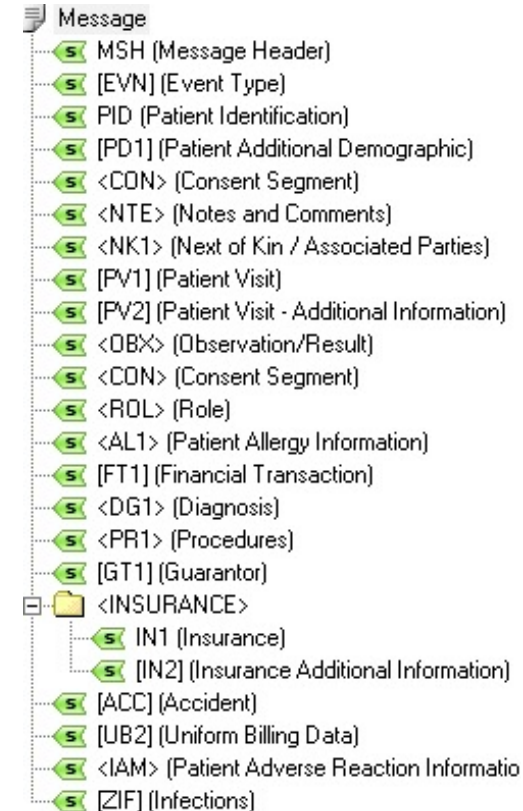 Message
MSH (Message Header)
[EVN] (Event Type)
PID (Patient Identification)
[PD1] (Patient Additional Demographic)
<CON> (Consent Segment)
<NTE> (Notes and Comments)
<NK1> (Next of Kin / Associated Parties)
[PV1] (Patient Visit)
[PV2] (Patient Visit - Additional Information)
<OBX> (Observation/Result)
<CON> (Consent Segment)
<ROL> (Role)
<AL1> (Patient Allergy Information)
[FT1] (Financial Transaction)
<DG1> (Diagnosis)
<PR1> (Procedures)
[GT1] (Guarantor)
<INSURANCE>
IN1 (Insurance)
[IN2] (Insurance Additional Information)
[ACC] (Accident)
[UB2] (Uniform Billing Data)
<IAM> (Patient Adverse Reaction Informatio
[ZIF] (Infections)